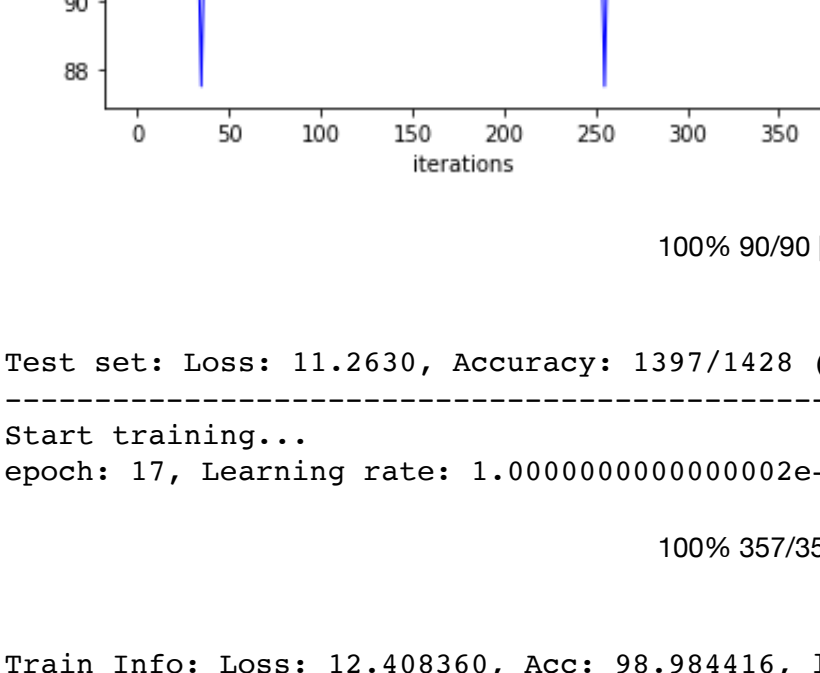 90
88
0 50 100 150 200 250 300 350
iterations
100% 90/90
Test set: Loss: 11.2630, Accuracy: 1397/1428 (
------------------------------------------------
Start training...
epoch: 17, Learning rate: 1.0000000000000002e-
100% 357/35
Train Info: Loss: 12.408360, Acc: 98.984416, l